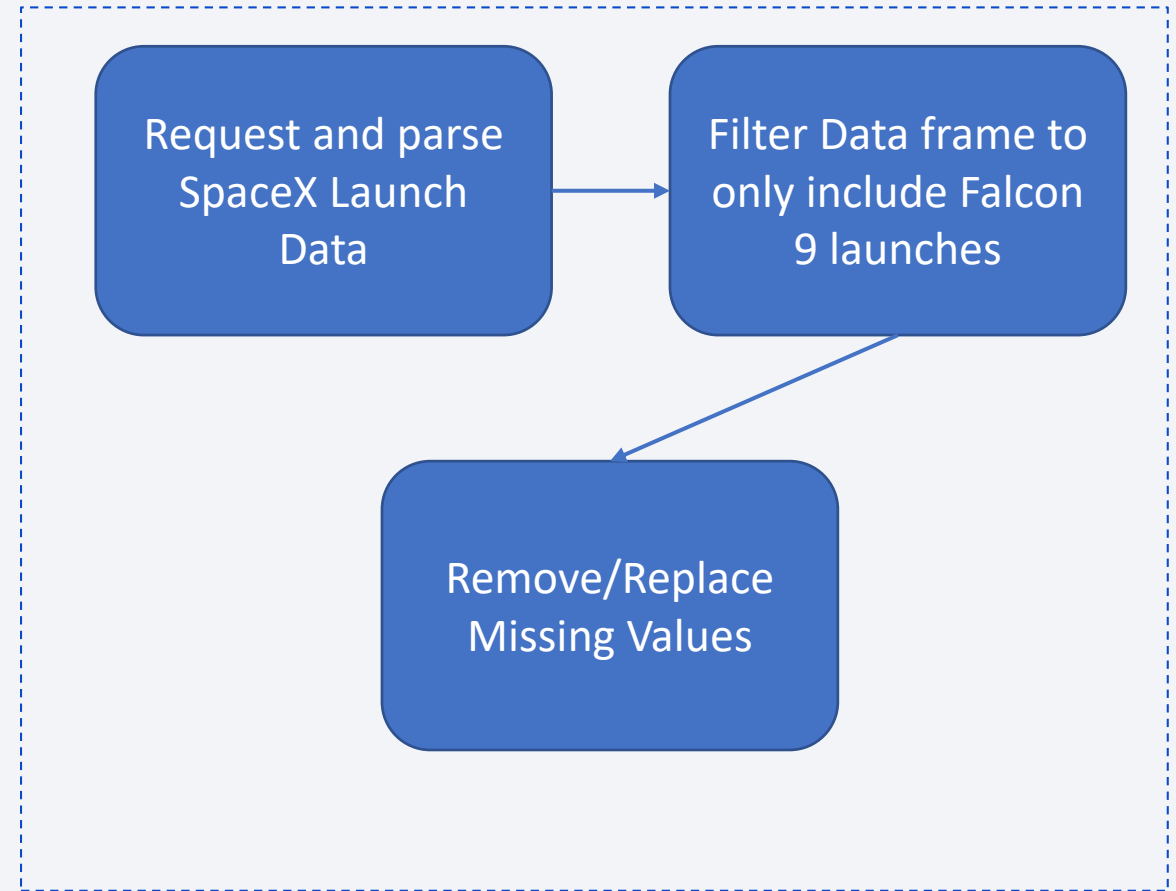 Request and parse
SpaceX Launch
Data
Filter Data frame to
only include Falcon
9 launches
Remove/Replace
Missing Values